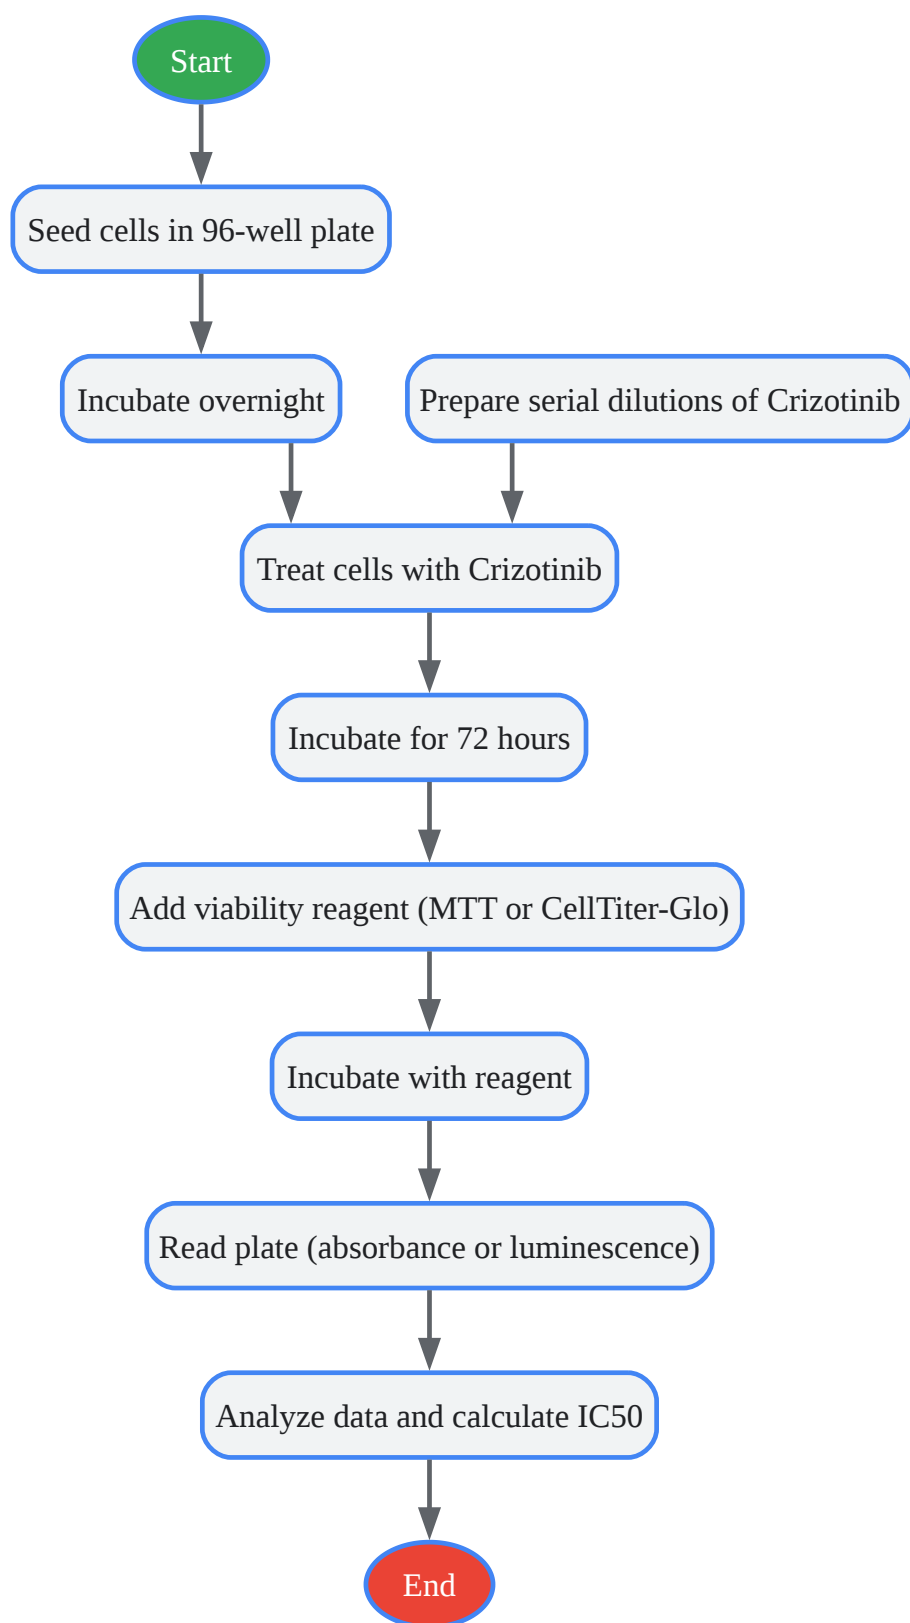 Start
Seed cells in 96-well plate
Incubate overnight
Prepare serial dilutions of Crizotinib
Treat cells with Crizotinib
Incubate for 72 hours
Add viability reagent (MTT or CellTiter-Glo)
Incubate with reagent
Read plate (absorbance or luminescence)
Analyze data and calculate IC50
End